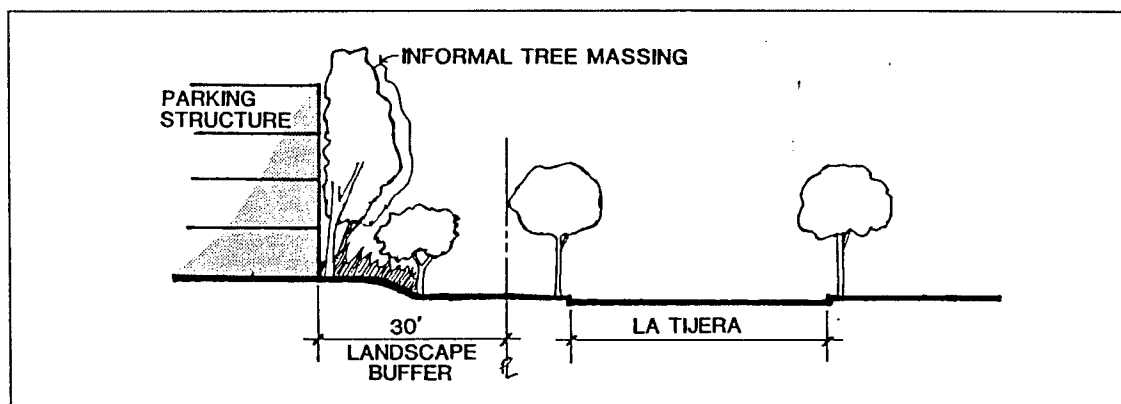 INFORMAL TREE MASSING
PARKING
STRUCTURE
30'
LANDSCAPE
BUFFER
LA TIJERA